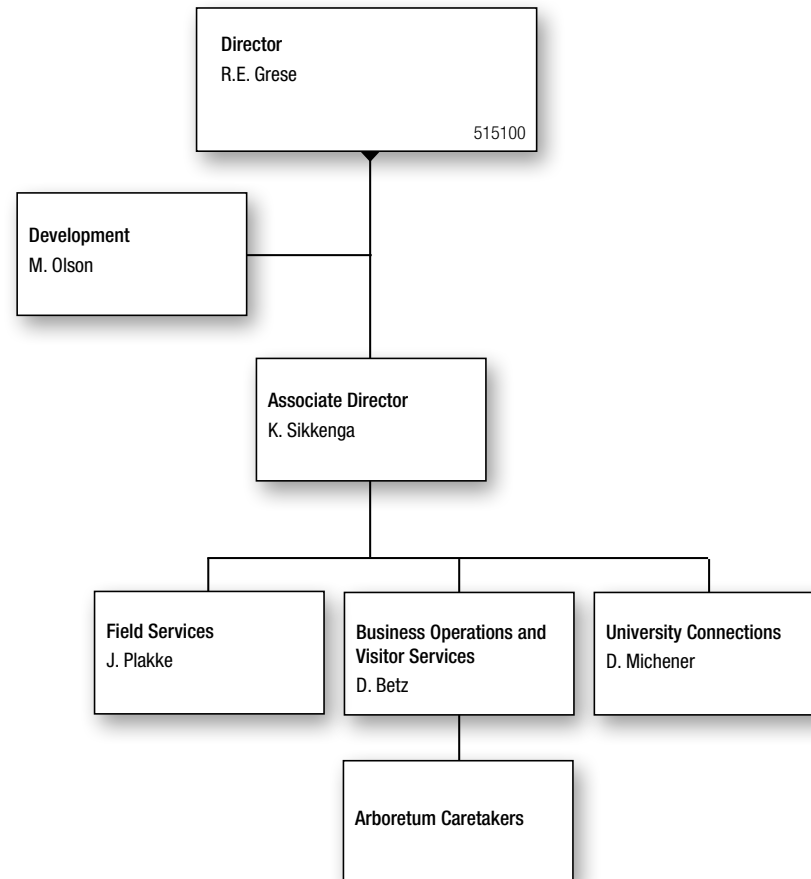 Director
R.E. Grese
515100
Development
M. Olson
Associate Director
K. Sikkenga
Field Services
J. Plakke
Business Operations and
Visitor Services
D. Betz
University Connections
D. Michener
Arboretum Caretakers